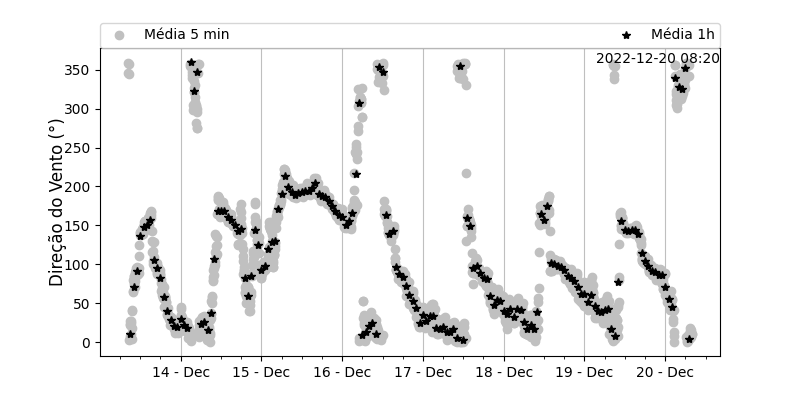 Média 5 min
Média 1h
2022-12-20 08:20
Direção do Vento (°)
350
300
250
200
150
100
50
0
14 - Dec
15 - Dec
16 - Dec
17 - Dec
18 - Dec
19 - Dec
20 - Dec